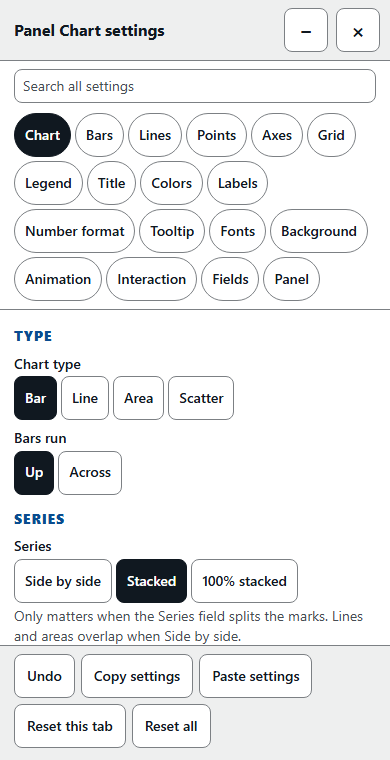 Panel Chart settings − ×
Search all settings
Chart Bars Lines Points Axes Grid
Legend Title Colors Labels
Number format Tooltip Fonts Background
Animation Interaction Fields Panel
TYPE
Chart type
Bar Line Area Scatter
Bars run
Up Across
SERIES
Series
Side by side Stacked 100% stacked
Only matters when the Series field splits the marks. Lines
and areas overlap when Side by side.
Undo Copy settings Paste settings
Reset this tab Reset all